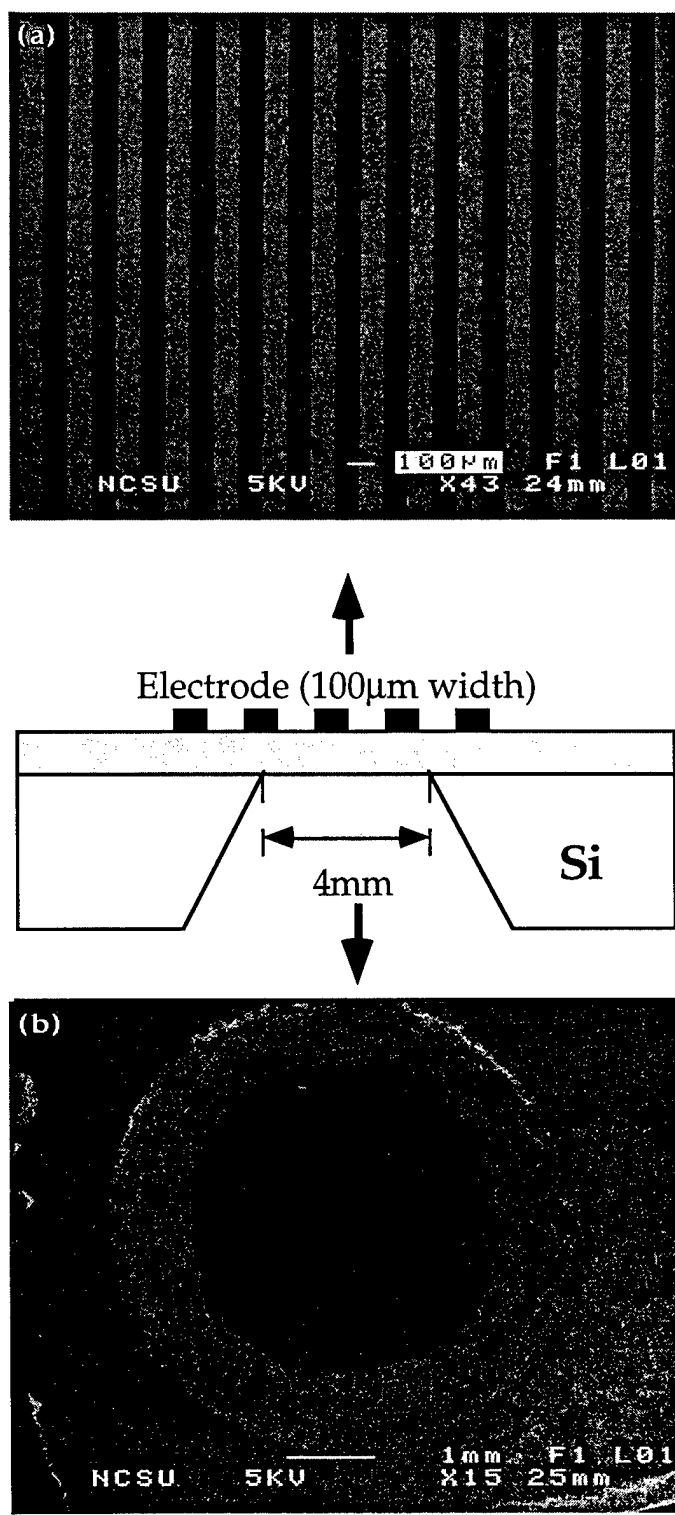 (a)
100µm F1 L01
NCSU 5KV X43 24mm
Electrode (100µm width)
Si
4mm
(b)
1mm F1 L01
NCSU 5KV X15 25mm